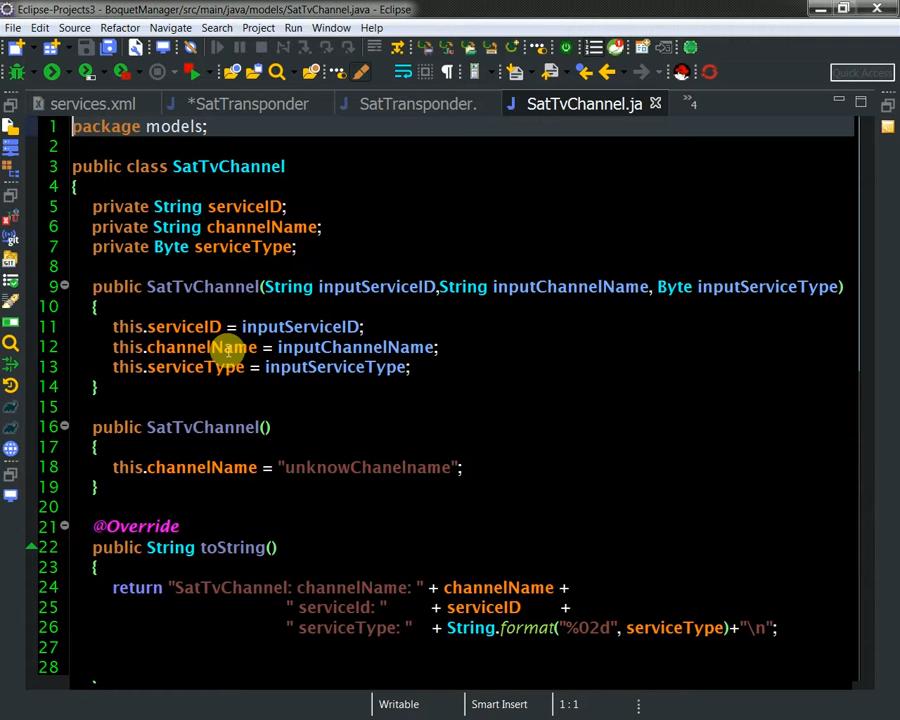 Eclipse-Projects3 - BoquetManager/src/main/java/models/SatTvChannel.java - Eclipse
File Edit Source Refactor Navigate Search Project Run Window Help
Quick Access
services.xml *SatTransponder SatTransponder. SatTvChannel.ja »4
1 package models;
2
3 public class SatTvChannel
4 {
5 private String serviceID;
6 private String channelName;
7 private Byte serviceType;
8
9 public SatTvChannel(String inputServiceID,String inputChannelName, Byte inputServiceType)
10 {
11 this.serviceID = inputServiceID;
12 this.channelName = inputChannelName;
13 this.serviceType = inputServiceType;
14 }
15
16 public SatTvChannel()
17 {
18 this.channelName = "unknowChanelname";
19 }
20
21 @Override
22 public String toString()
23 {
24 return "SatTvChannel: channelName: " + channelName +
25 " serviceId: " + serviceID +
26 " serviceType: " + String.format("%02d", serviceType)+"\n";
27
28
}
Writable Smart Insert 1 : 1